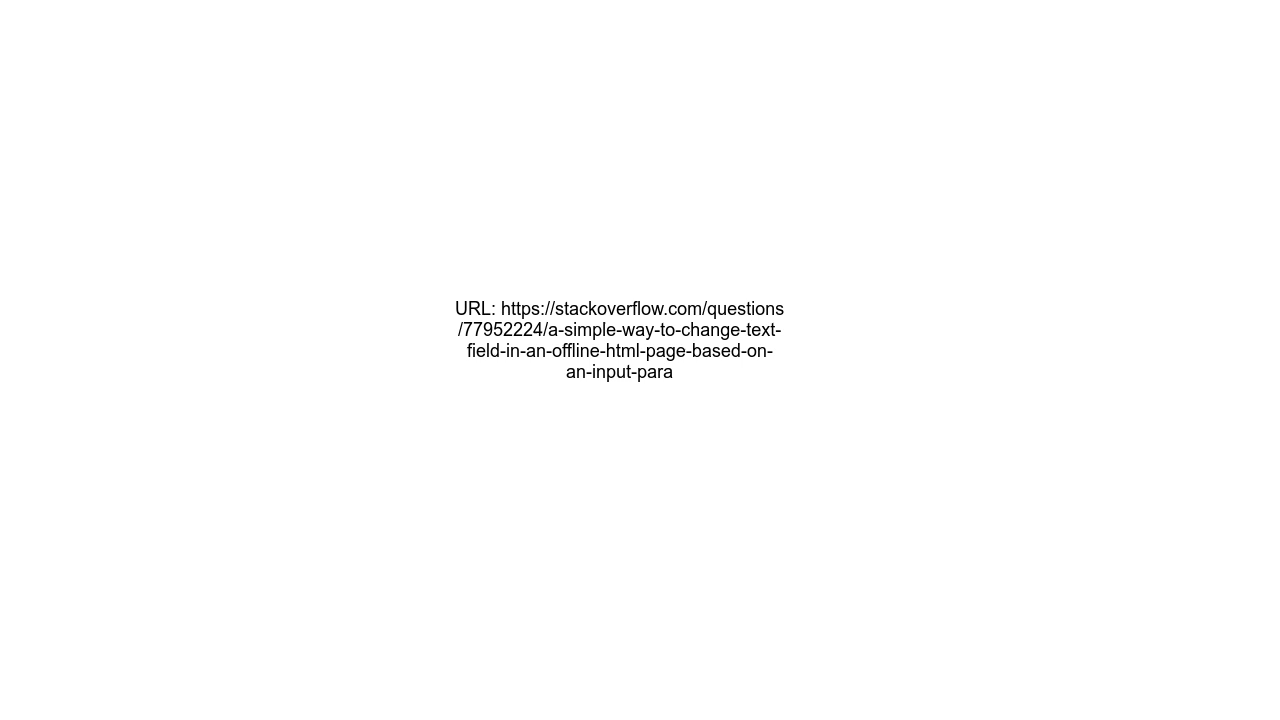 URL: https://stackoverflow.com/questions
/77952224/a-simple-way-to-change-text-
field-in-an-offline-html-page-based-on-
an-input-para